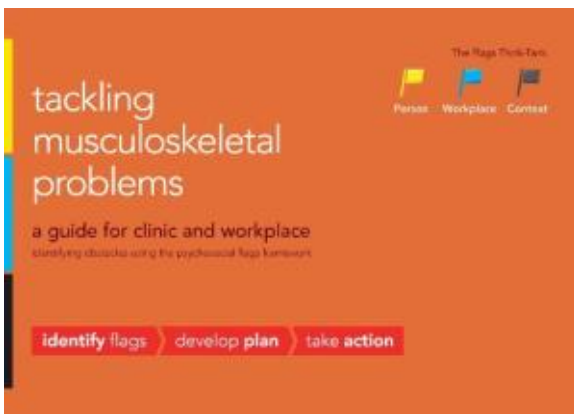 The Flags Think-Tank
Person Workplace Context
tackling
musculoskeletal
problems
a guide for clinic and workplace
identifying obstacles using the psychosocial flags framework
identify flags develop plan take action